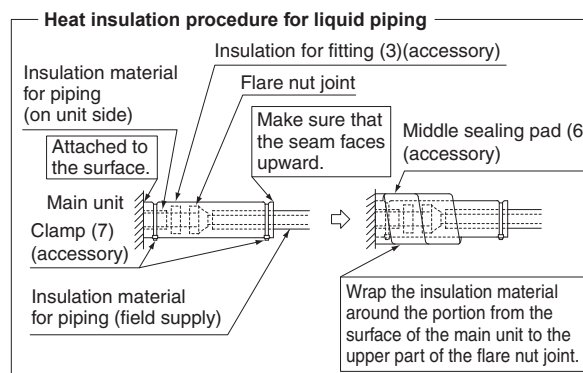 Heat insulation procedure for liquid piping
Insulation for fitting (3)(accessory)
Insulation material
for piping
(on unit side)
Flare nut joint
Attached to
the surface.
Make sure that
the seam faces
upward.
Middle sealing pad (6
(accessory)
Main unit
Clamp (7)
(accessory)
Insulation material
for piping (field supply)
Wrap the insulation material
around the portion from the
surface of the main unit to the
upper part of the flare nut joint.